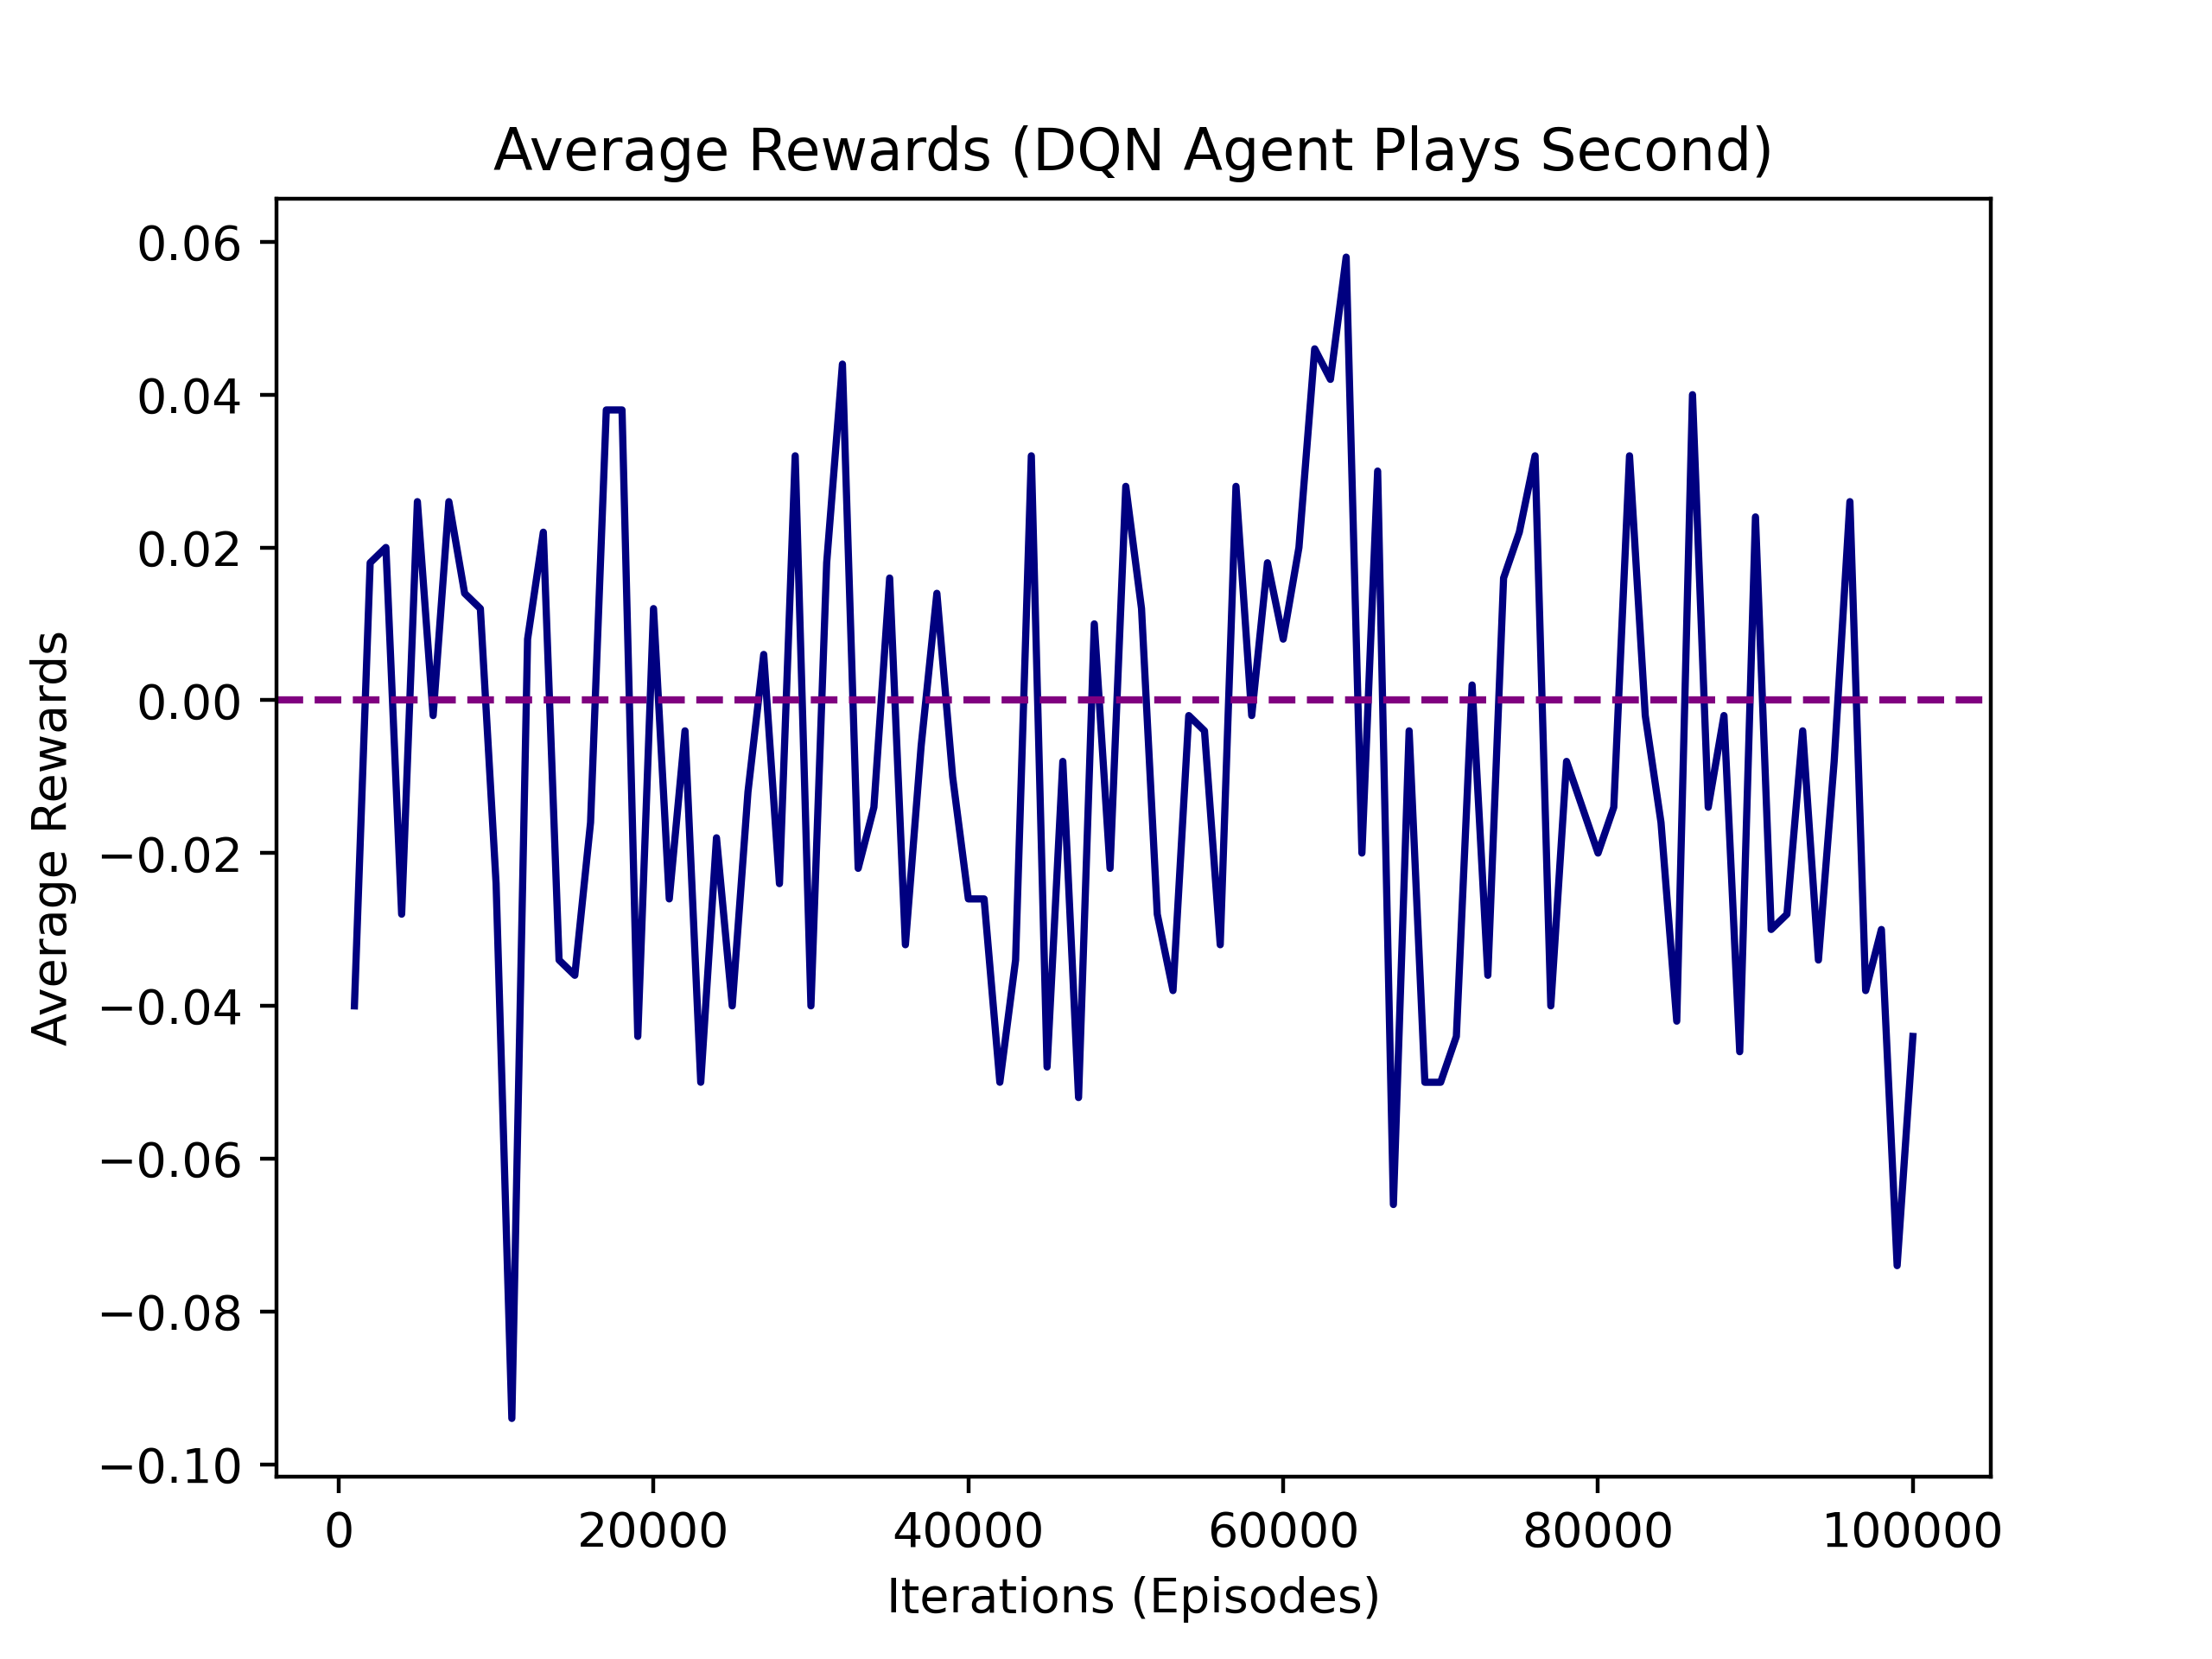 Average Rewards (DQN Agent Plays Second)
0.06
0.04
0.02
0.00
−0.02
−0.04
−0.06
−0.08
−0.10
Average Rewards
0 20000 40000 60000 80000 100000
Iterations (Episodes)